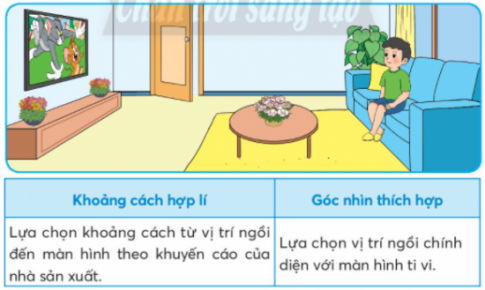 Chân trời sáng tạo
Khoảng cách hợp lí
Góc nhìn thích hợp
Lựa chọn khoảng cách từ vị trí ngồi
đến màn hình theo khuyến cáo của
nhà sản xuất.
Lựa chọn vị trí ngồi chính
diện với màn hình ti vi.